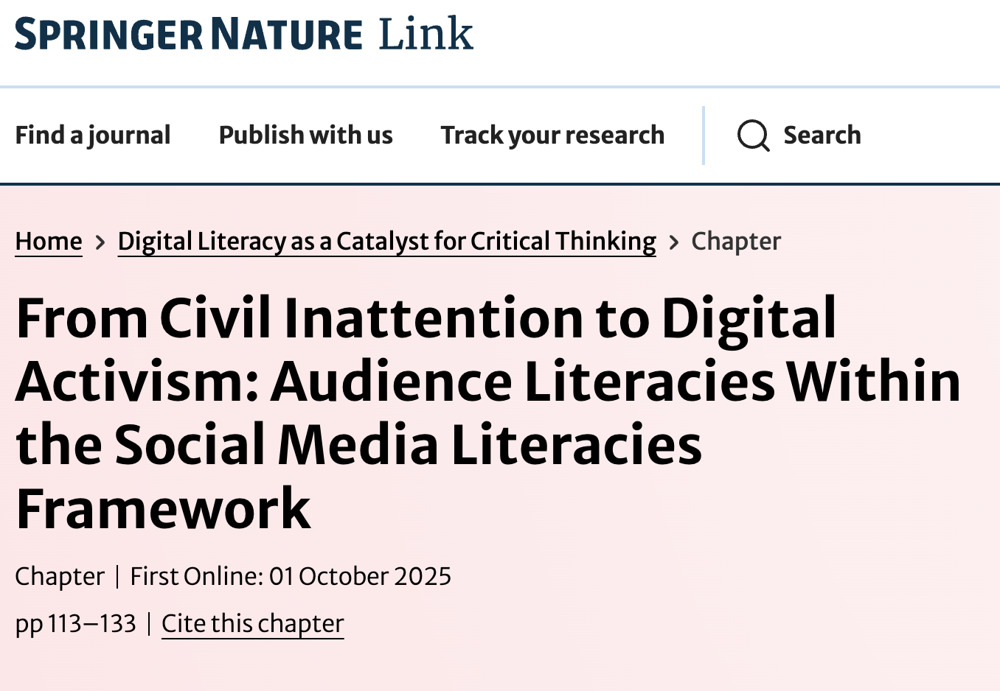 SPRINGER NATURE Link
Find a journal Publish with us Track your research Search
Home > Digital Literacy as a Catalyst for Critical Thinking > Chapter
From Civil Inattention to Digital
Activism: Audience Literacies Within
the Social Media Literacies
Framework
Chapter | First Online: 01 October 2025
pp 113–133 | Cite this chapter